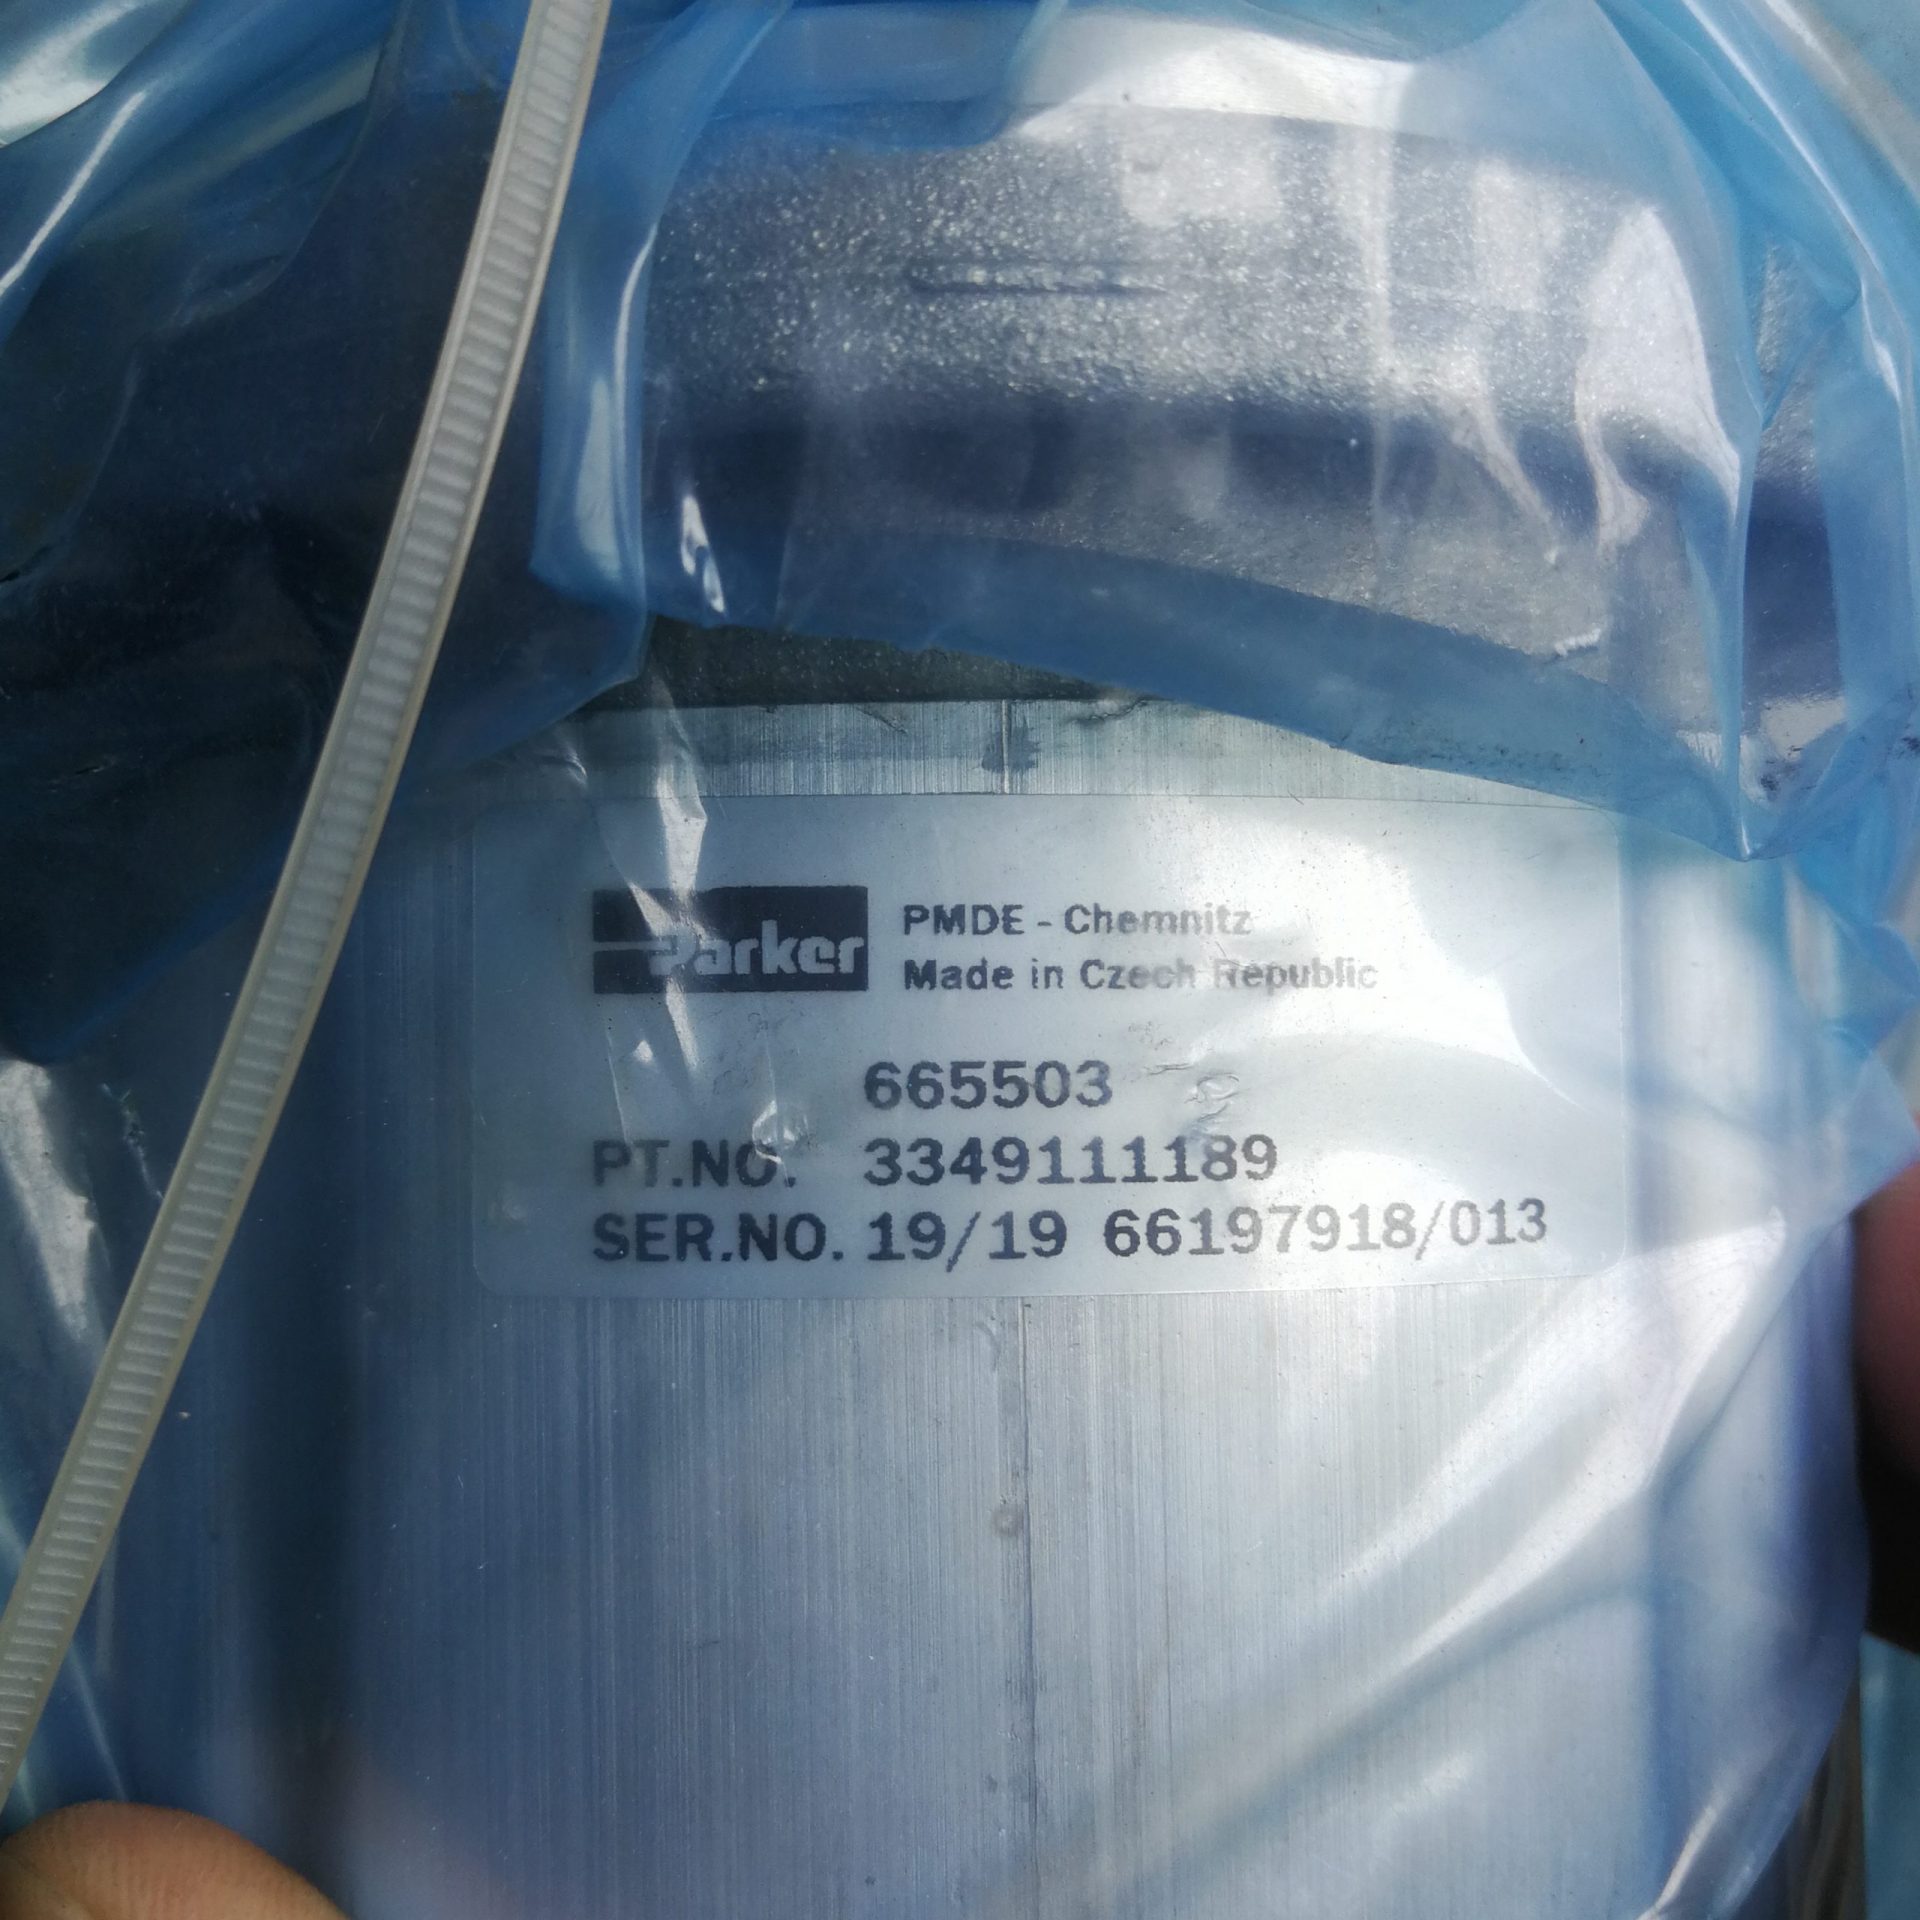 Parker
PMDE - Chemnitz
Made in Czech Republic
665503
PT.NO. 3349111189
SER.NO. 19/19 66197918/013